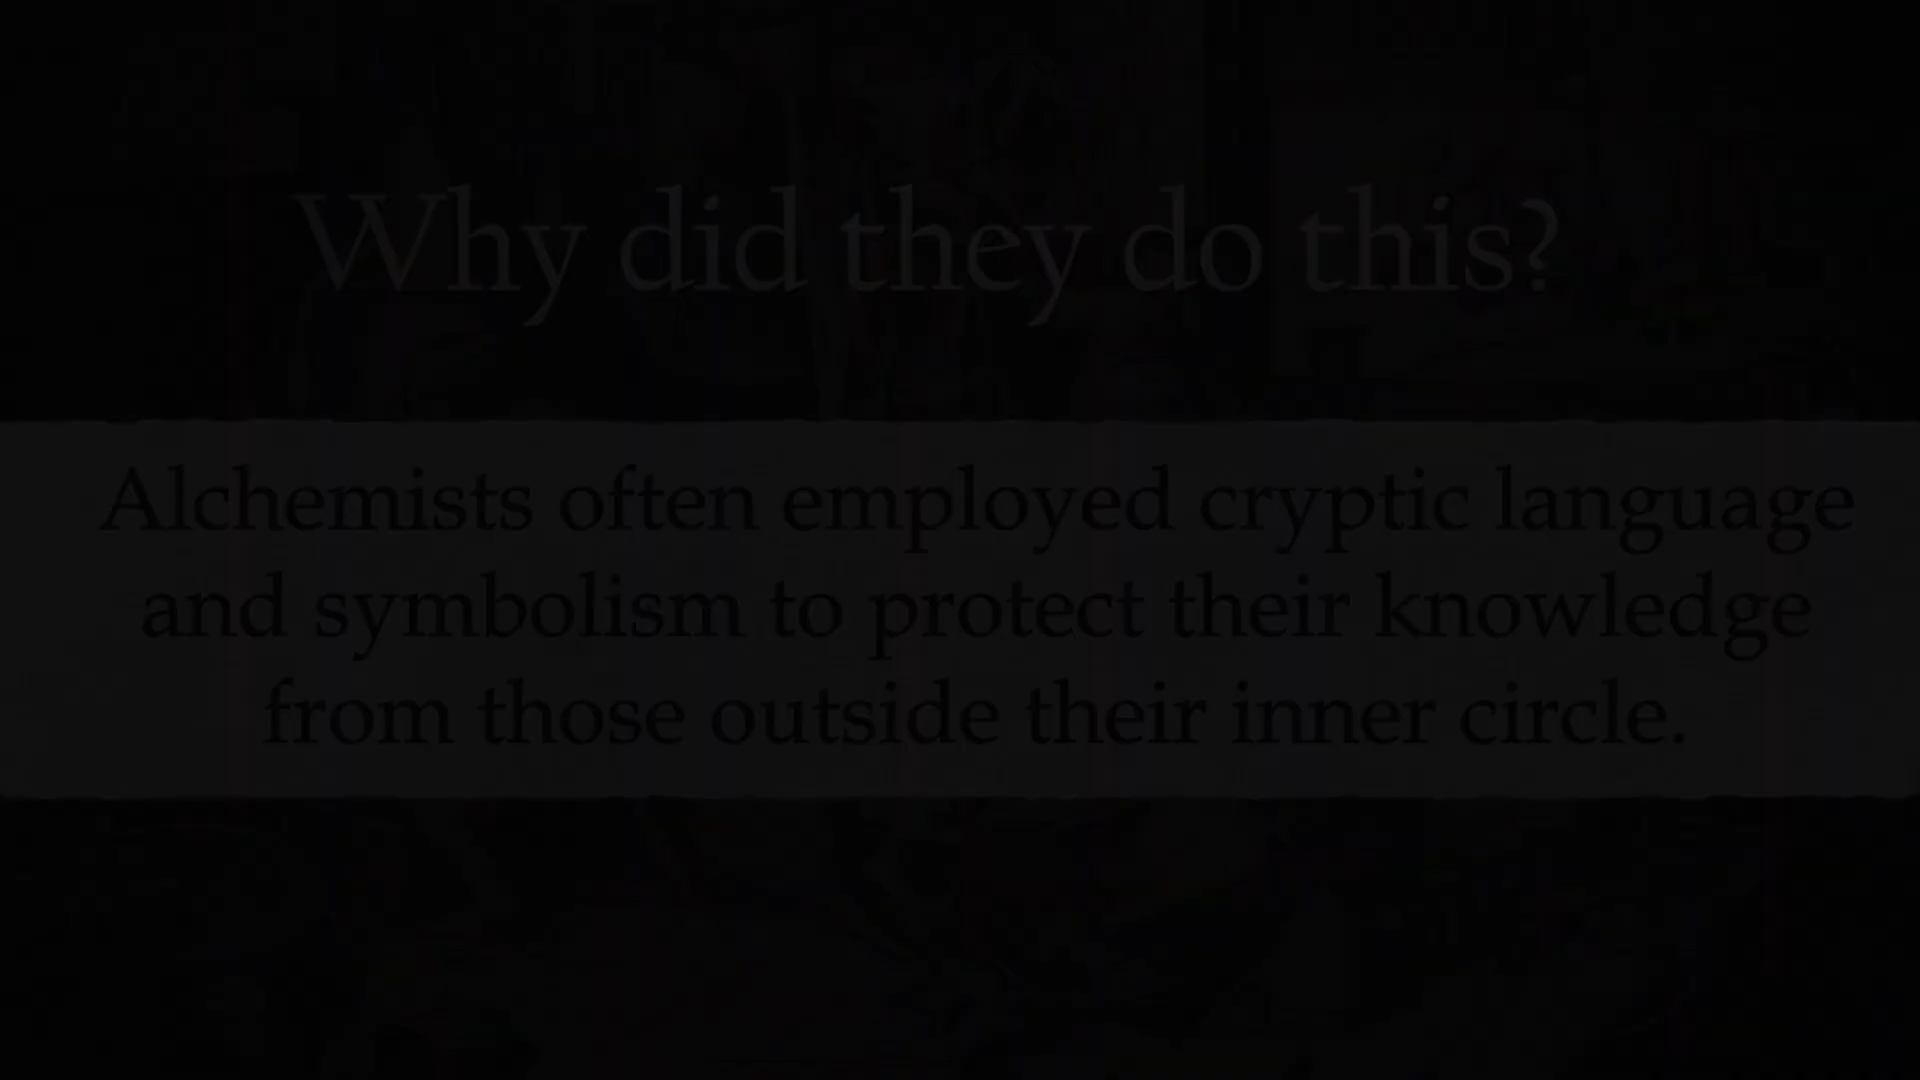 Why did they do this?
Alchemists often employed cryptic language
and symbolism to protect their knowledge
from those outside their inner circle.